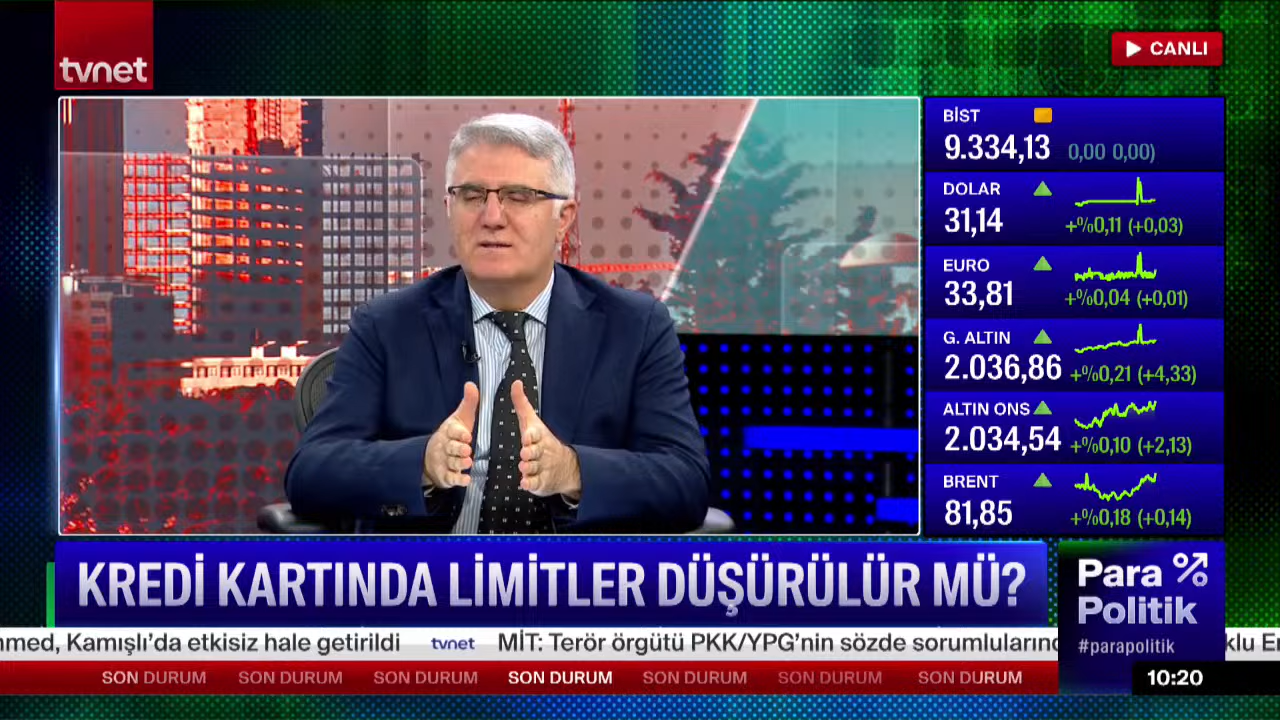 tvnet
CANLI
BİST
9.334,13 0,00 0,00)
DOLAR
31,14 +%0,11 (+0,03)
EURO
33,81 +%0,04 (+0,01)
G. ALTIN
2.036,86 +%0,21 (+4,33)
ALTIN ONS
2.034,54 +%0,10 (+2,13)
BRENT
81,85 +%0,18 (+0,14)
KREDİ KARTINDA LİMİTLER DÜŞÜRÜLÜR MÜ?
Para
Politik
#parapolitik
Kamışlı’da etkisiz hale getirildi tvnet MİT: Terör örgütü PKK/YPG’nin sözde
SON DURUM SON DURUM SON DURUM SON DURUM SON DURUM SON DURUM SON DURUM
10:20